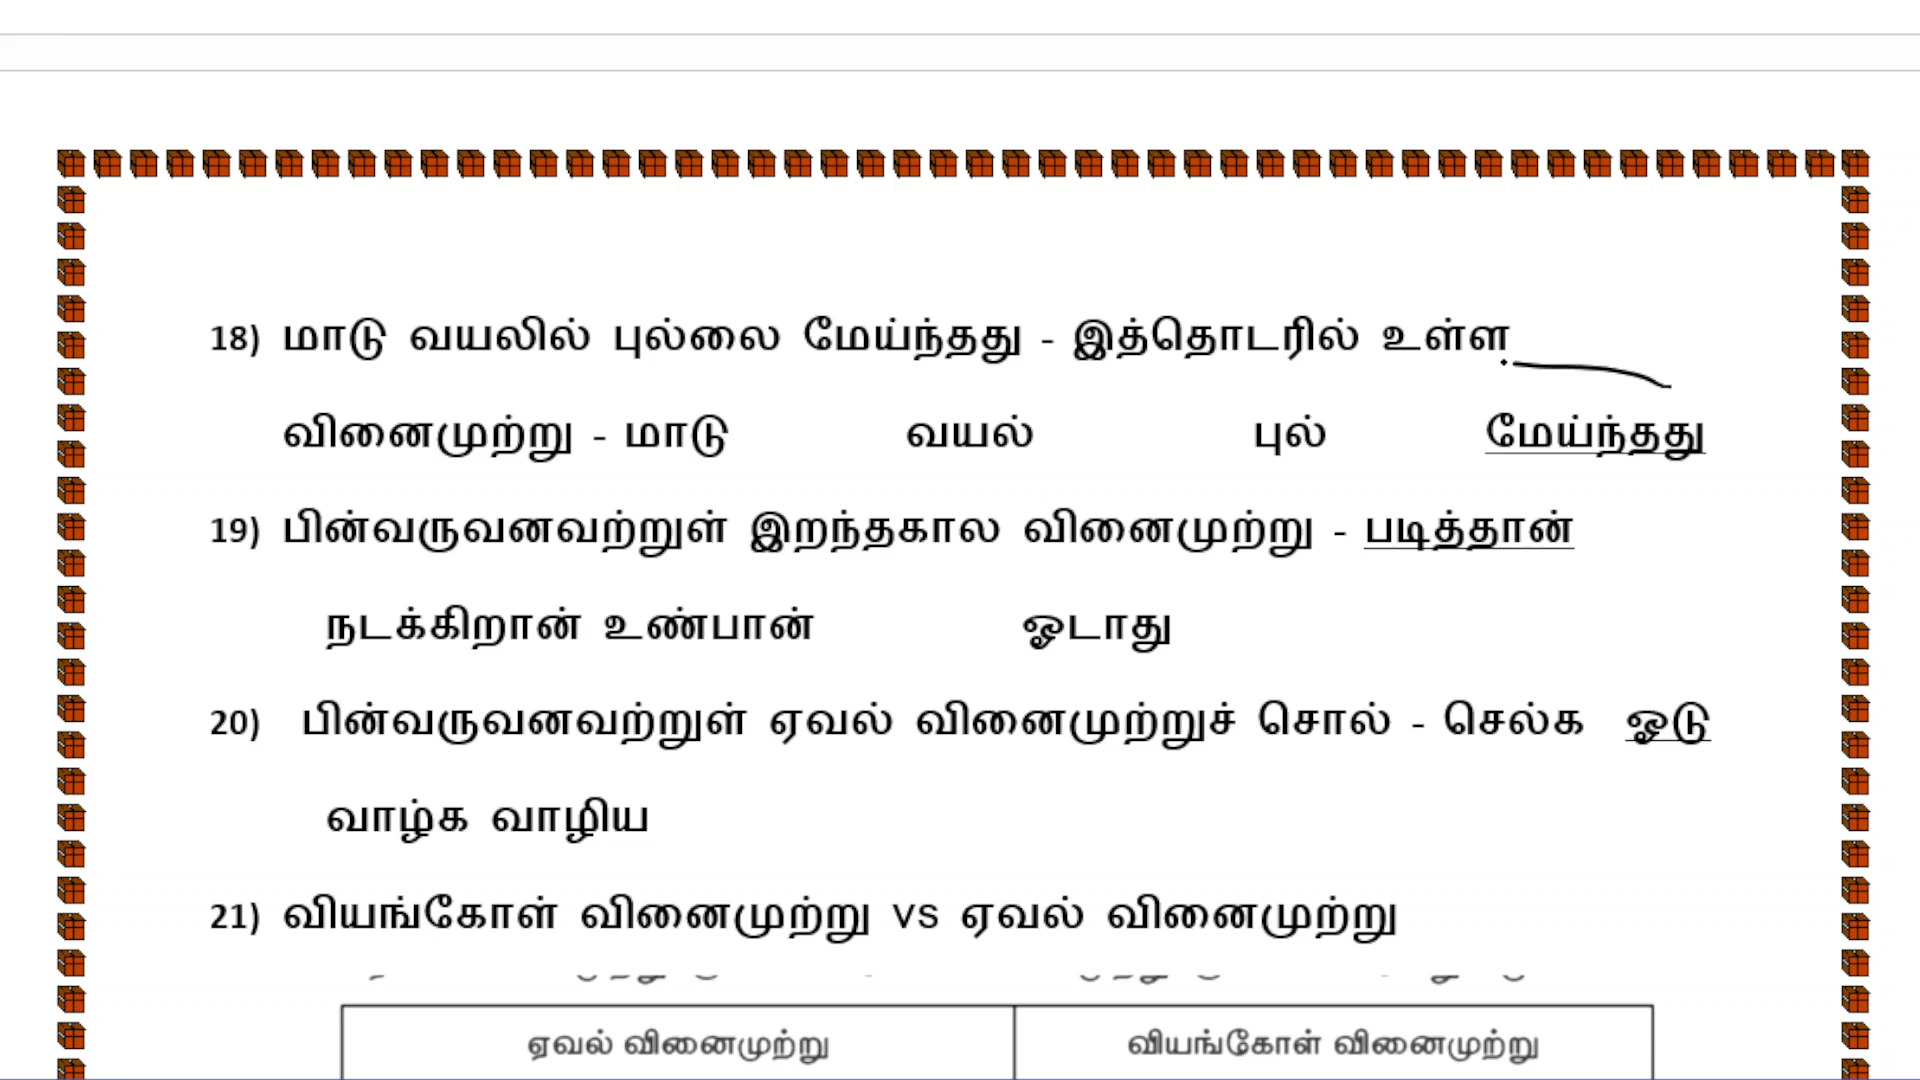 18) மாடு வயலில் புல்லை மேய்ந்தது - இத்தொடரில் உள்ள
வினைமுற்று - மாடு வயல் புல் மேய்ந்தது
19) பின்வருவனவற்றுள் இறந்தகால வினைமுற்று - படித்தான்
நடக்கிறான் உண்பான் ஓடாது
20) பின்வருவனவற்றுள் ஏவல் வினைமுற்றுச் சொல் - செல்க ஓடு
வாழ்க வாழிய
21) வியங்கோள் வினைமுற்று vs ஏவல் வினைமுற்று
ஏவல் வினைமுற்று வியங்கோள் வினைமுற்று